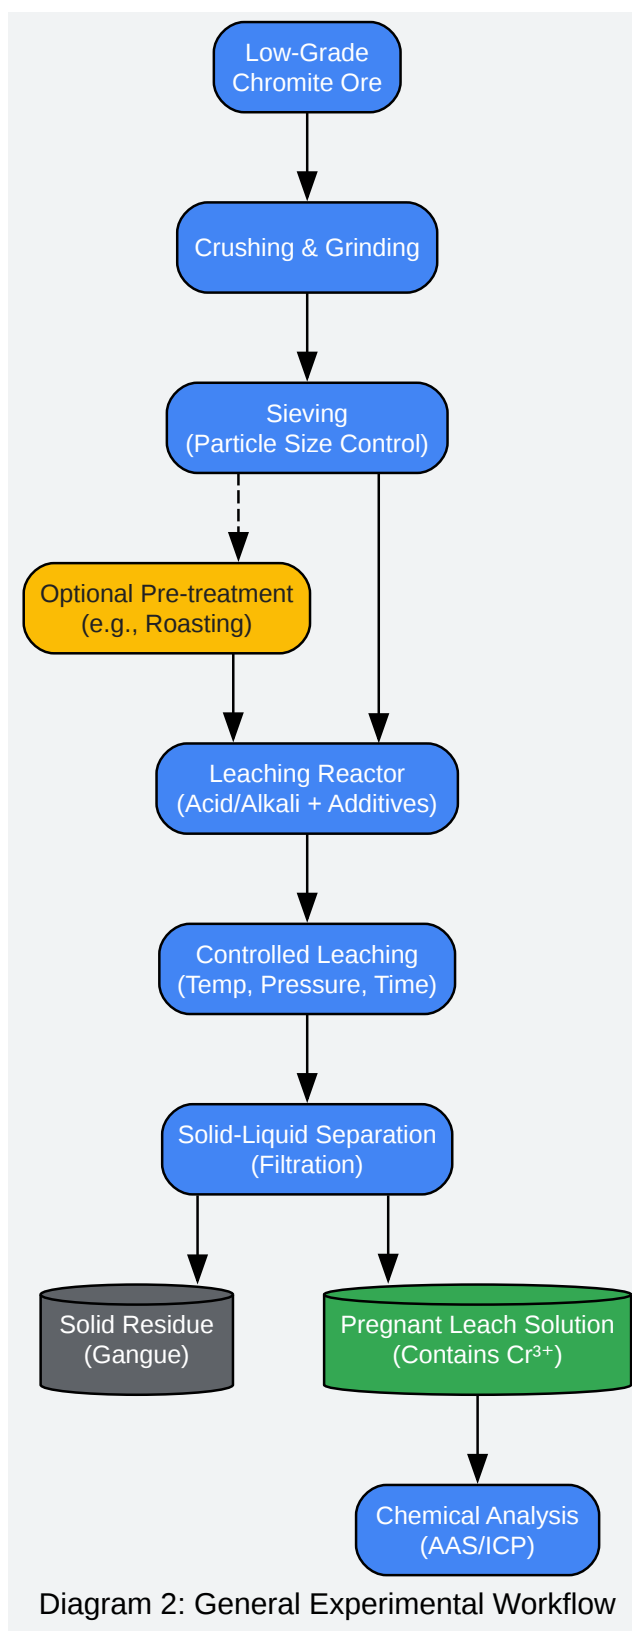 Low-Grade
Chromite Ore
Crushing & Grinding
Sieving
(Particle Size Control)
Optional Pre-treatment
(e.g., Roasting)
Leaching Reactor
(Acid/Alkali + Additives)
Controlled Leaching
(Temp, Pressure, Time)
Solid-Liquid Separation
(Filtration)
Solid Residue
(Gangue)
Pregnant Leach Solution
(Contains Cr³⁺)
Chemical Analysis
(AAS/ICP)
Diagram 2: General Experimental Workflow